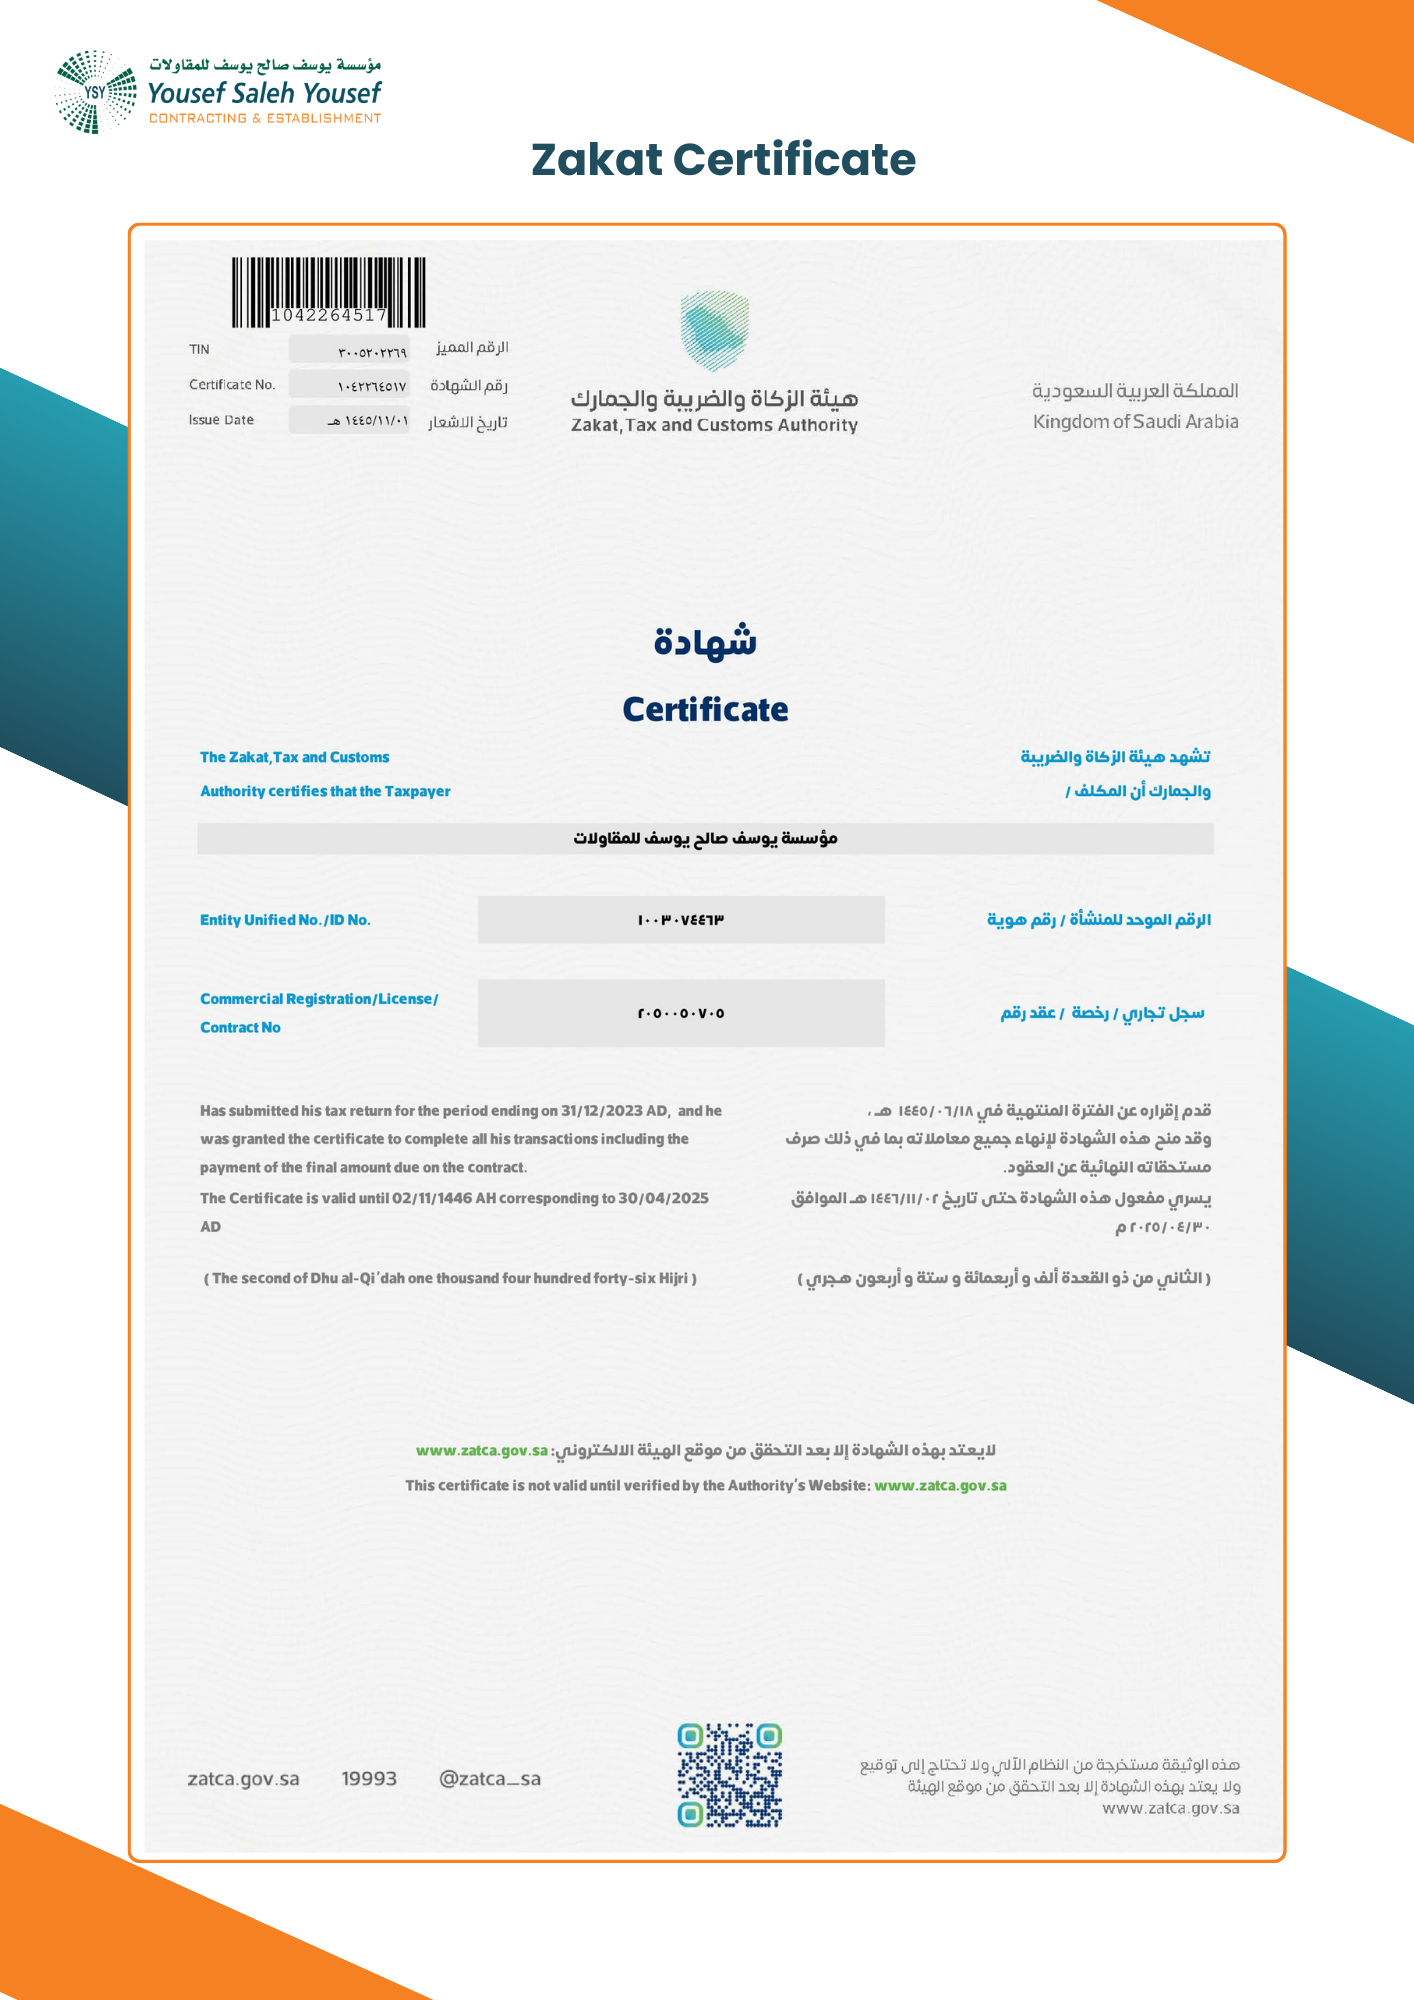 مؤسسة يوسف صالح يوسف للمقاولات
YSY
Yousef Saleh Yousef
CONTRACTING & ESTABLISHMENT
Zakat Certificate
1042264517
TIN ٣٠٠٥٢٠٢٢٦٩ الرقم المميز
Certificate No. ١٠٤٢٢٦٤٥١٧ رقم الشهادة
Issue Date ١٤٤٥/١١/٠١ هـ تاريخ الاشعار
هيئة الزكاة والضريبة والجمارك
Zakat,Tax and Customs Authority
المملكة العربية السعودية
Kingdom of Saudi Arabia
شهادة
Certificate
The Zakat,Tax and Customs
Authority certifies that the Taxpayer
تشهد هيئة الزكاة والضريبة
والجمارك أن المكلف /
مؤسسة يوسف صالح يوسف للمقاولات
Entity Unified No./ID No. ١٠٠٣٠٧٤٤٦٣ الرقم الموحد للمنشأة / رقم هوية
Commercial Registration/License/
Contract No
٢٠٥٠٠٥٠٧٠٥
سجل تجاري / رخصة / عقد رقم
Has submitted his tax return for the period ending on 31/12/2023 AD, and he
was granted the certificate to complete all his transactions including the
payment of the final amount due on the contract.
The Certificate is valid until 02/11/1446 AH corresponding to 30/04/2025
AD
( The second of Dhu al-Qi'dah one thousand four hundred forty-six Hijri )
قدم إقراره عن الفترة المنتهية في ١٤٤٥/٠٦/١٨ هـ ،
وقد منح هذه الشهادة لإنهاء جميع معاملاته بما في ذلك صرف
مستحقاته النهائية عن العقود.
يسري مفعول هذه الشهادة حتى تاريخ ١٤٤٦/١١/٠٢ هـ الموافق
٢٠٢٥/٠٤/٣٠ م
( الثاني من ذو القعدة ألف و أربعمائة و ستة و أربعون هجري )
لايعتد بهذه الشهادة إلا بعد التحقق من موقع الهيئة الالكتروني: www.zatca.gov.sa
This certificate is not valid until verified by the Authority's Website: www.zatca.gov.sa
zatca.gov.sa 19993 @zatca_sa
هذه الوثيقة مستخرجة من النظام الآلي ولا تحتاج إلى توقيع
ولا يعتد بهذه الشهادة إلا بعد التحقق من موقع الهيئة
www.zatca.gov.sa